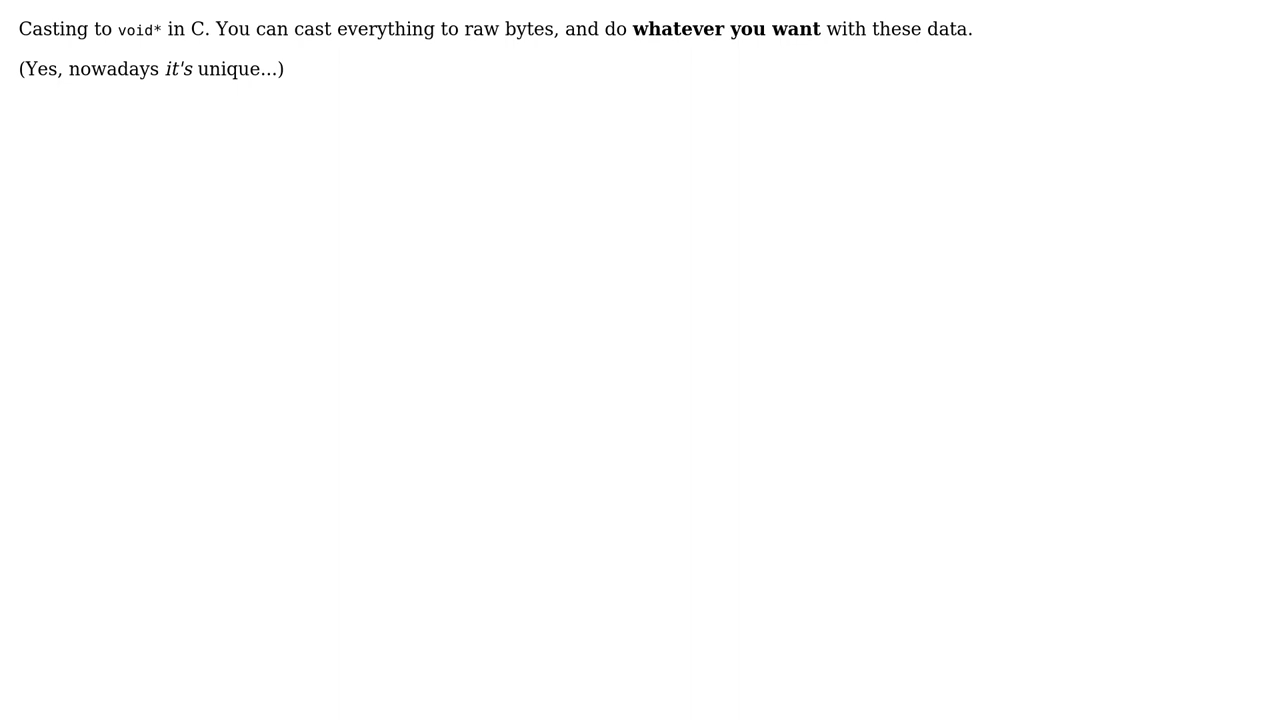 Casting to void* in C. You can cast everything to raw bytes, and do whatever you want with these data.
(Yes, nowadays it's unique...)